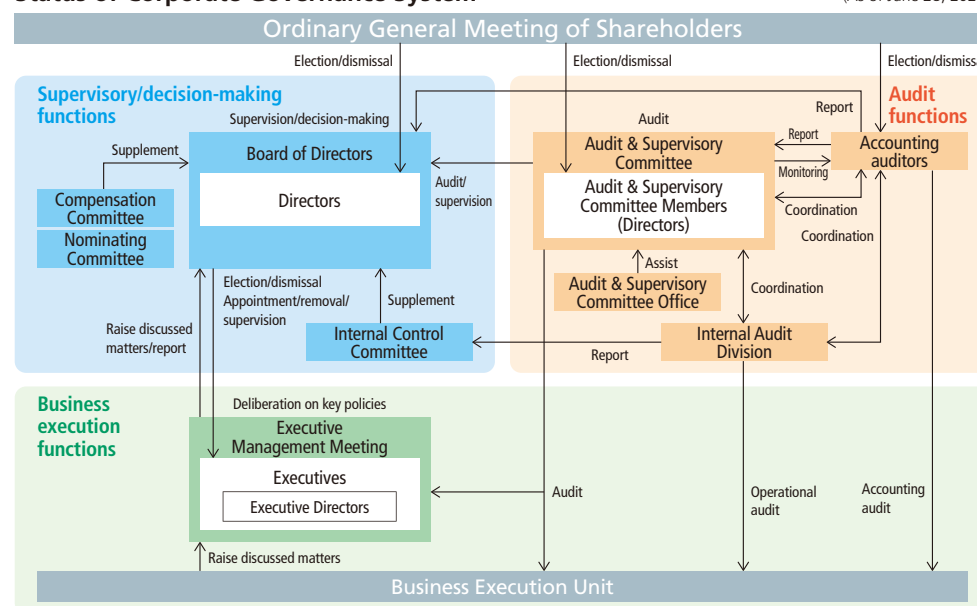 Ordinary General Meeting of Shareholders
Election/dismissal
Election/dismissal
Supervisory/decision-making
functions
Audit
functions
Supervision/decision-making
Board of Directors
Directors
Supplement
Compensation
Committee
Nominating
Committee
Audit/
supervision
Audit
Audit & Supervisory
Committee
Audit & Supervisory
Committee Members
(Directors)
Report
Report
Monitoring
Accounting
auditors
Coordination
Coordination
Assist
Audit & Supervisory
Committee Office
Coordination
Election/dismissal
Appointment/removal/
supervision
Supplement
Raise discussed
matters/report
Internal Control
Committee
Report
Internal Audit
Division
Business
execution
functions
Deliberation on key policies
Executive
Management Meeting
Executives
Executive Directors
Audit
Operational
audit
Accounting
audit
Raise discussed matters
Business Execution Unit